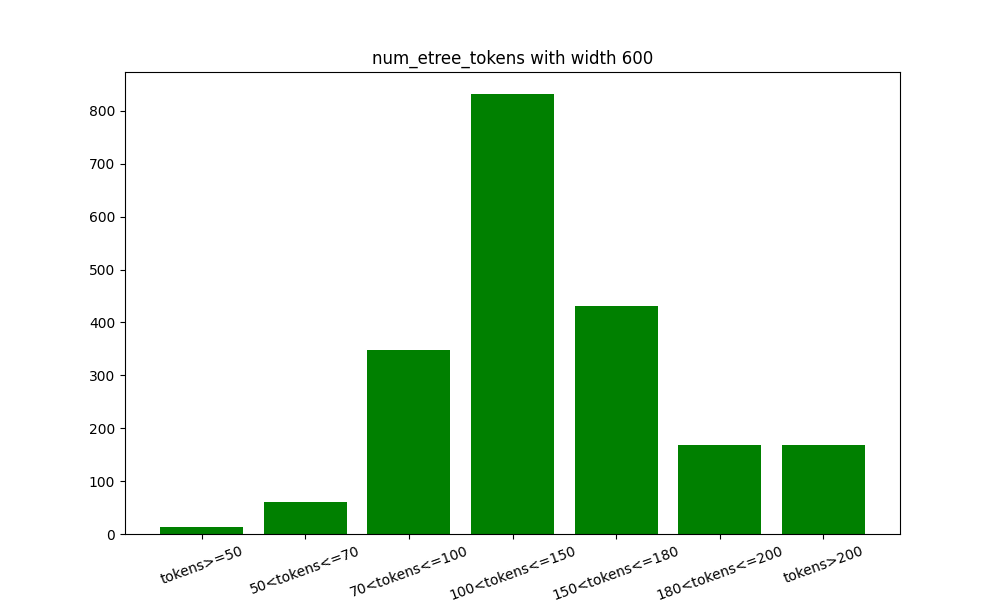 num_etree_tokens with width 600
800
700
600
500
400
300
200
100
0
tokens>=50
50<tokens<=70
70<tokens<=100
100<tokens<=150
150<tokens<=180
180<tokens<=200
tokens>200